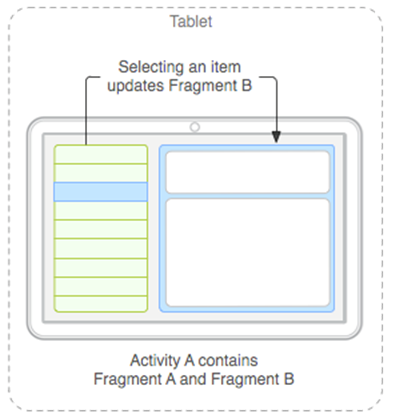 Tablet
Selecting an item
updates Fragment B
Activity A contains
Fragment A and Fragment B